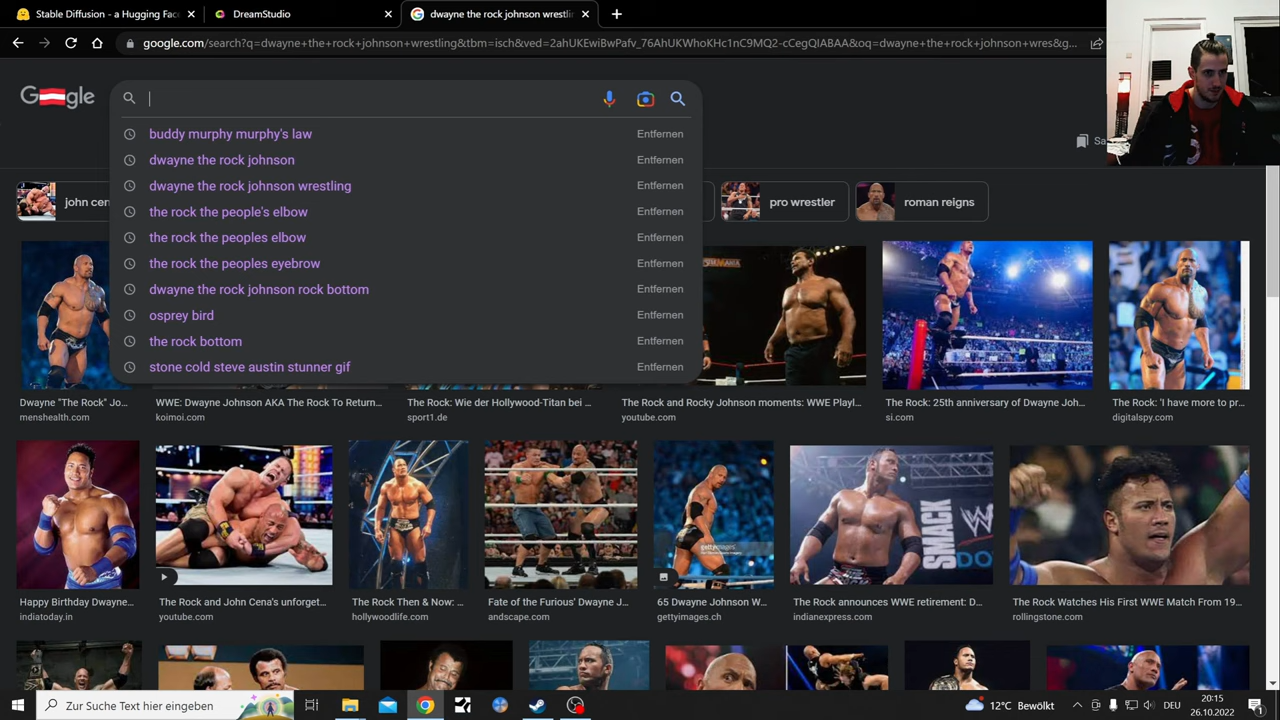 Stable Diffusion - a Hugging Fac
DreamStudio
dwayne the rock johnson wrestlin
google.com/search?q=dwayne+the+rock+johnson+wrestling&tbm=isch&ved=2ahUKEwiBwPafv_76AhUKWhoKHc1nC9MQ2-cCegQIABAA&oq=dwayne+the+rock+johnson+wres&g...
buddy murphy murphy's law Entfernen
dwayne the rock johnson Entfernen
dwayne the rock johnson wrestling Entfernen
the rock the people's elbow Entfernen
the rock the peoples elbow Entfernen
the rock the peoples eyebrow Entfernen
dwayne the rock johnson rock bottom Entfernen
osprey bird Entfernen
the rock bottom Entfernen
stone cold steve austin stunner gif Entfernen
Sa
john cen
pro wrestler
roman reigns
Dwayne "The Rock" Jo...
menshealth.com
WWE: Dwayne Johnson AKA The Rock To Return...
koimoi.com
The Rock: Wie der Hollywood-Titan bei ...
sport1.de
The Rock and Rocky Johnson moments: WWE Playl...
youtube.com
The Rock: 25th anniversary of Dwayne Joh...
si.com
The Rock: 'I have more to pr...
digitalspy.com
SMACK
Happy Birthday Dwayne...
indiatoday.in
The Rock and John Cena's unforget...
youtube.com
The Rock Then & Now: ...
hollywoodlife.com
Fate of the Furious' Dwayne J...
andscape.com
65 Dwayne Johnson W...
gettyimages.ch
The Rock announces WWE retirement: D...
indianexpress.com
The Rock Watches His First WWE Match From 19...
rollingstone.com
Zur Suche Text hier eingeben
12°C Bewölkt
DEU
20:15
26.10.2022